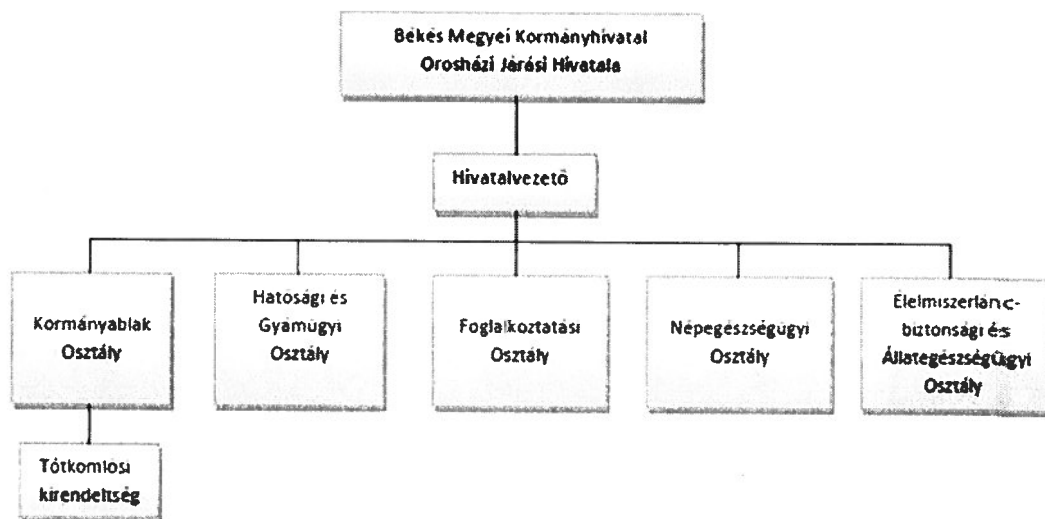 Békés Megyei Kormányhivatal
Orosházi Járási Hivatala
Hivatalvezető
Kormányablak
Osztály
Hatósági és
Gyámügyi
Osztály
Foglalkoztatási
Osztály
Népegészségügyi
Osztály
Élelmiszerlánc-
biztonsági és
Állategészségügyi
Osztály
Tótkomlósi
kirendeltség